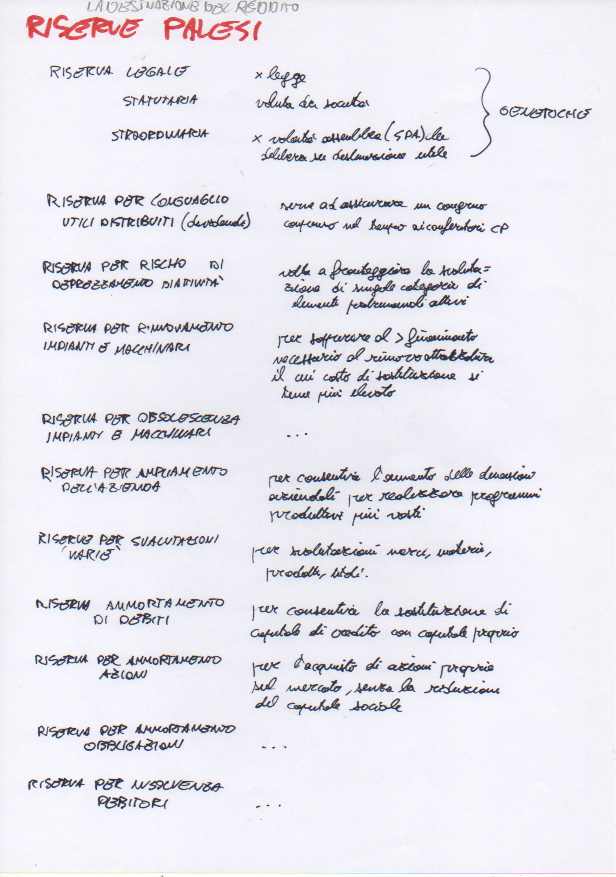 LA DESTINAZIONE DEL REDDITO
RISERVE PALESI
RISERVA LEGALE × legge
STATUTARIA voluta da società
GENERICHE
STRAORDINARIA × volontà assemblea (SPA) che
delibera su destinazione utile
RISERVA PER CONGUAGLIO serve ad assicurare un congruo
UTILI DISTRIBUITI (dividendi) compenso nel tempo ai conferitori CP
RISERVA PER RISCHIO DI volta a fronteggiare la svaluta=
DEPREZZAMENTO DI ATTIVITÀ zione di singole categorie di
elementi patrimoniali attivi
RISERVA PER RINNOVAMENTO per sopperire al > finanziamento
IMPIANTI E MACCHINARI necessario al rinnovo
il cui costo di sostituzione si
teme più elevato
RISERVA PER OBSOLESCENZA
IMPIANTI E MACCHINARI ...
RISERVA PER AMPLIAMENTO per consentire l'aumento delle dimensioni
DELL'AZIENDA aziendali per realizzare programmi
produttivi più vasti
RISERVE PER SVALUTAZIONI per svalutazioni merci, materie,
"VARIE" prodotti, titoli.
RISERVA AMMORTAMENTO per consentire la sostituzione di
DI DEBITI capitale di credito con capitale proprio
RISERVA PER AMMORTAMENTO per l'acquisto di azioni proprie
AZIONI sul mercato, senza la riduzione
del capitale sociale
RISERVA PER AMMORTAMENTO
OBBLIGAZIONI ...
RISERVA PER INSOLVENZA
DEBITORI ...